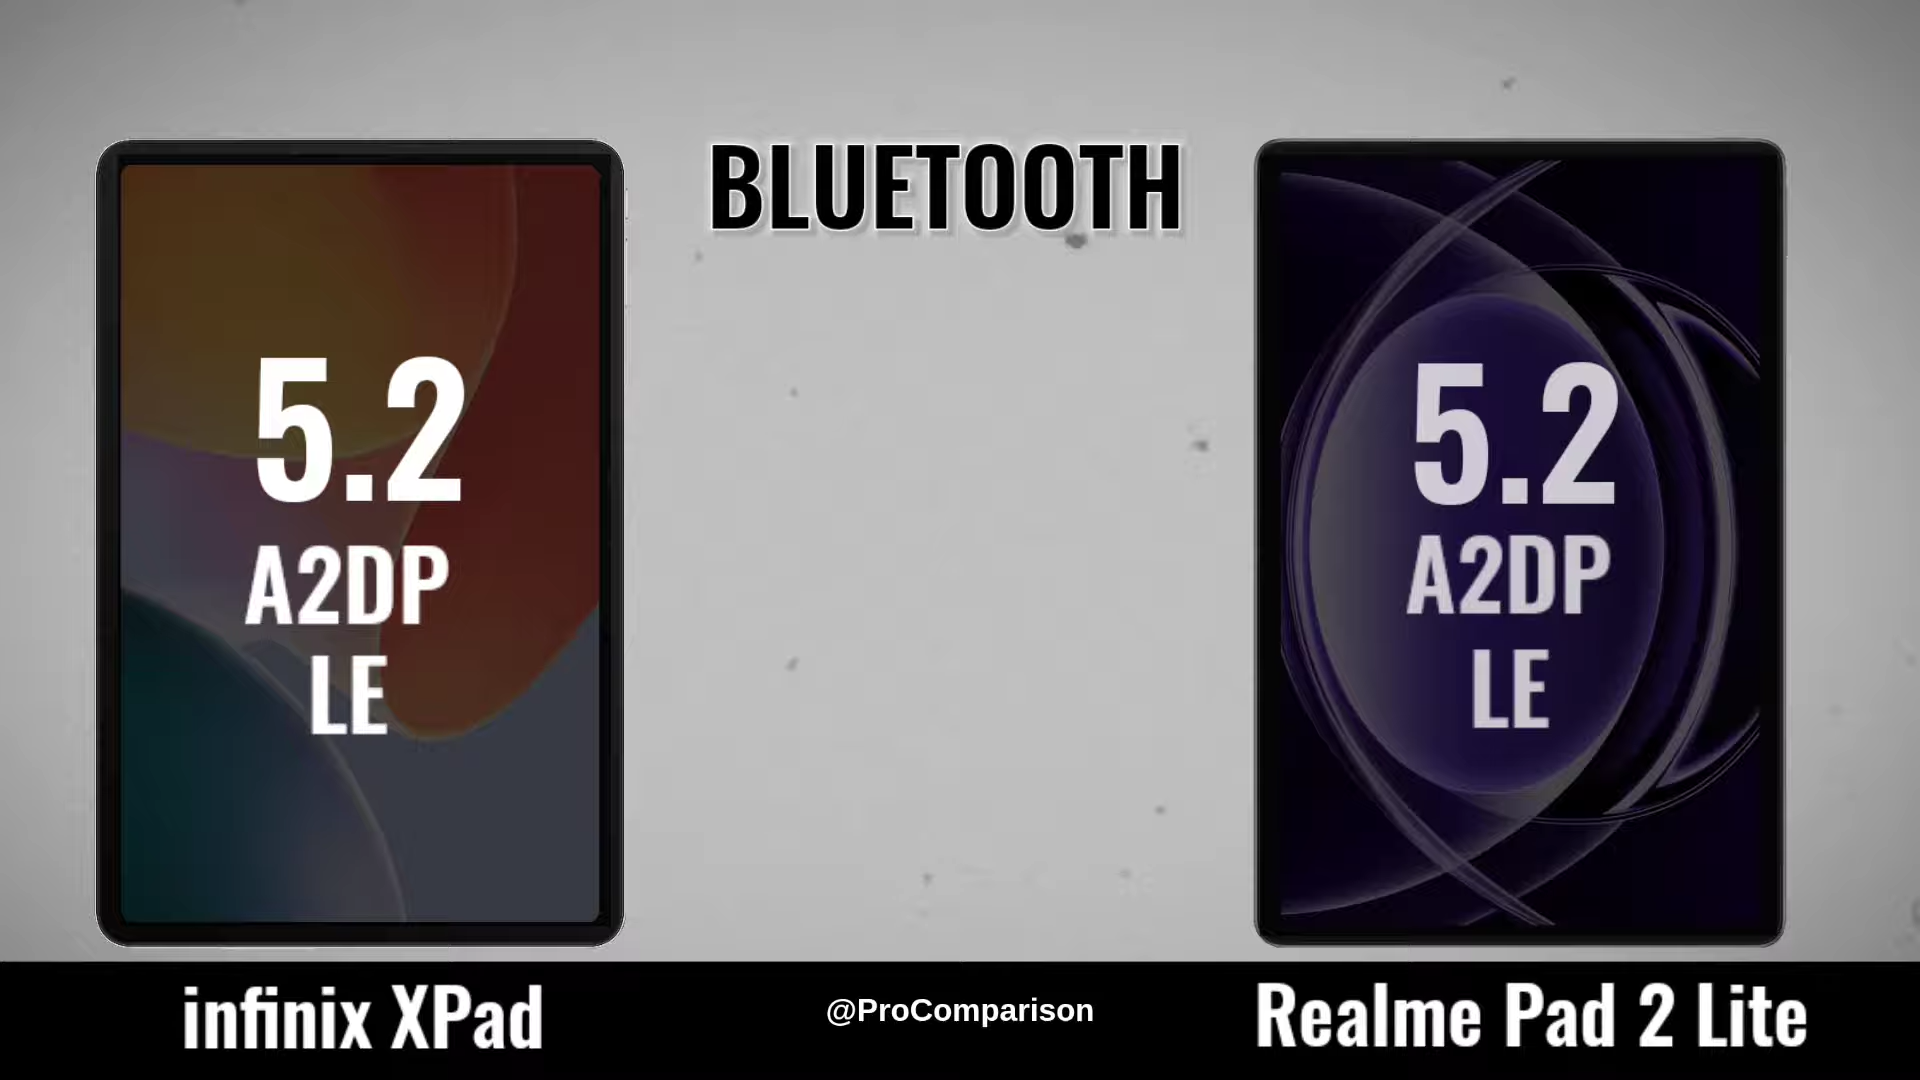 BLUETOOTH
5.2
A2DP
LE
5.2
A2DP
LE
infinix XPad
@ProComparison
Realme Pad 2 Lite